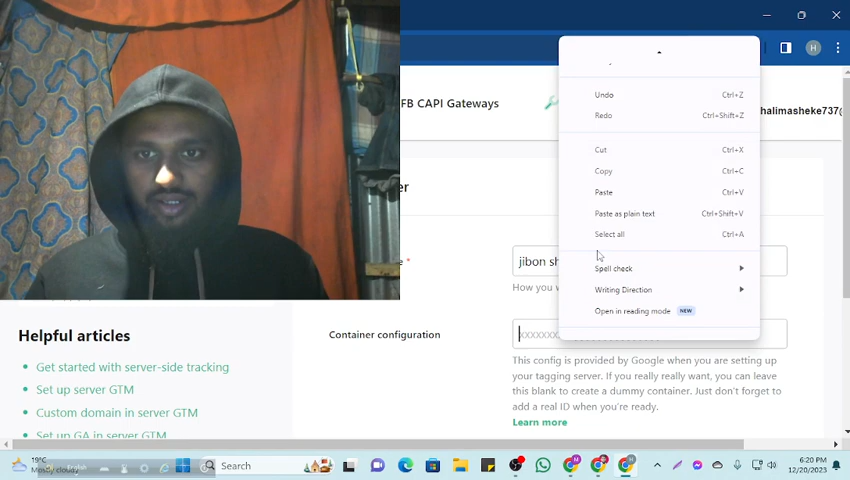 H
FB CAPI Gateways
halimasheke737@
er
Undo Ctrl+Z
Redo Ctrl+Shift+Z
Cut Ctrl+X
Copy Ctrl+C
Paste Ctrl+V
Paste as plain text Ctrl+Shift+V
Select all Ctrl+A
Spell check
Writing Direction
Open in reading mode NEW
e *
jibon sh
How you w
Container configuration
xxxxxxx
This config is provided by Google when you are setting up
your tagging server. If you really really want, you can leave
this blank to create a dummy container. Just don't forget to
add a real ID when you're ready.
Learn more
Helpful articles
Get started with server-side tracking
Set up server GTM
Custom domain in server GTM
Set up GA in server GTM
19°C
Mostly cloudy
English
Search
6:20 PM
12/20/2023